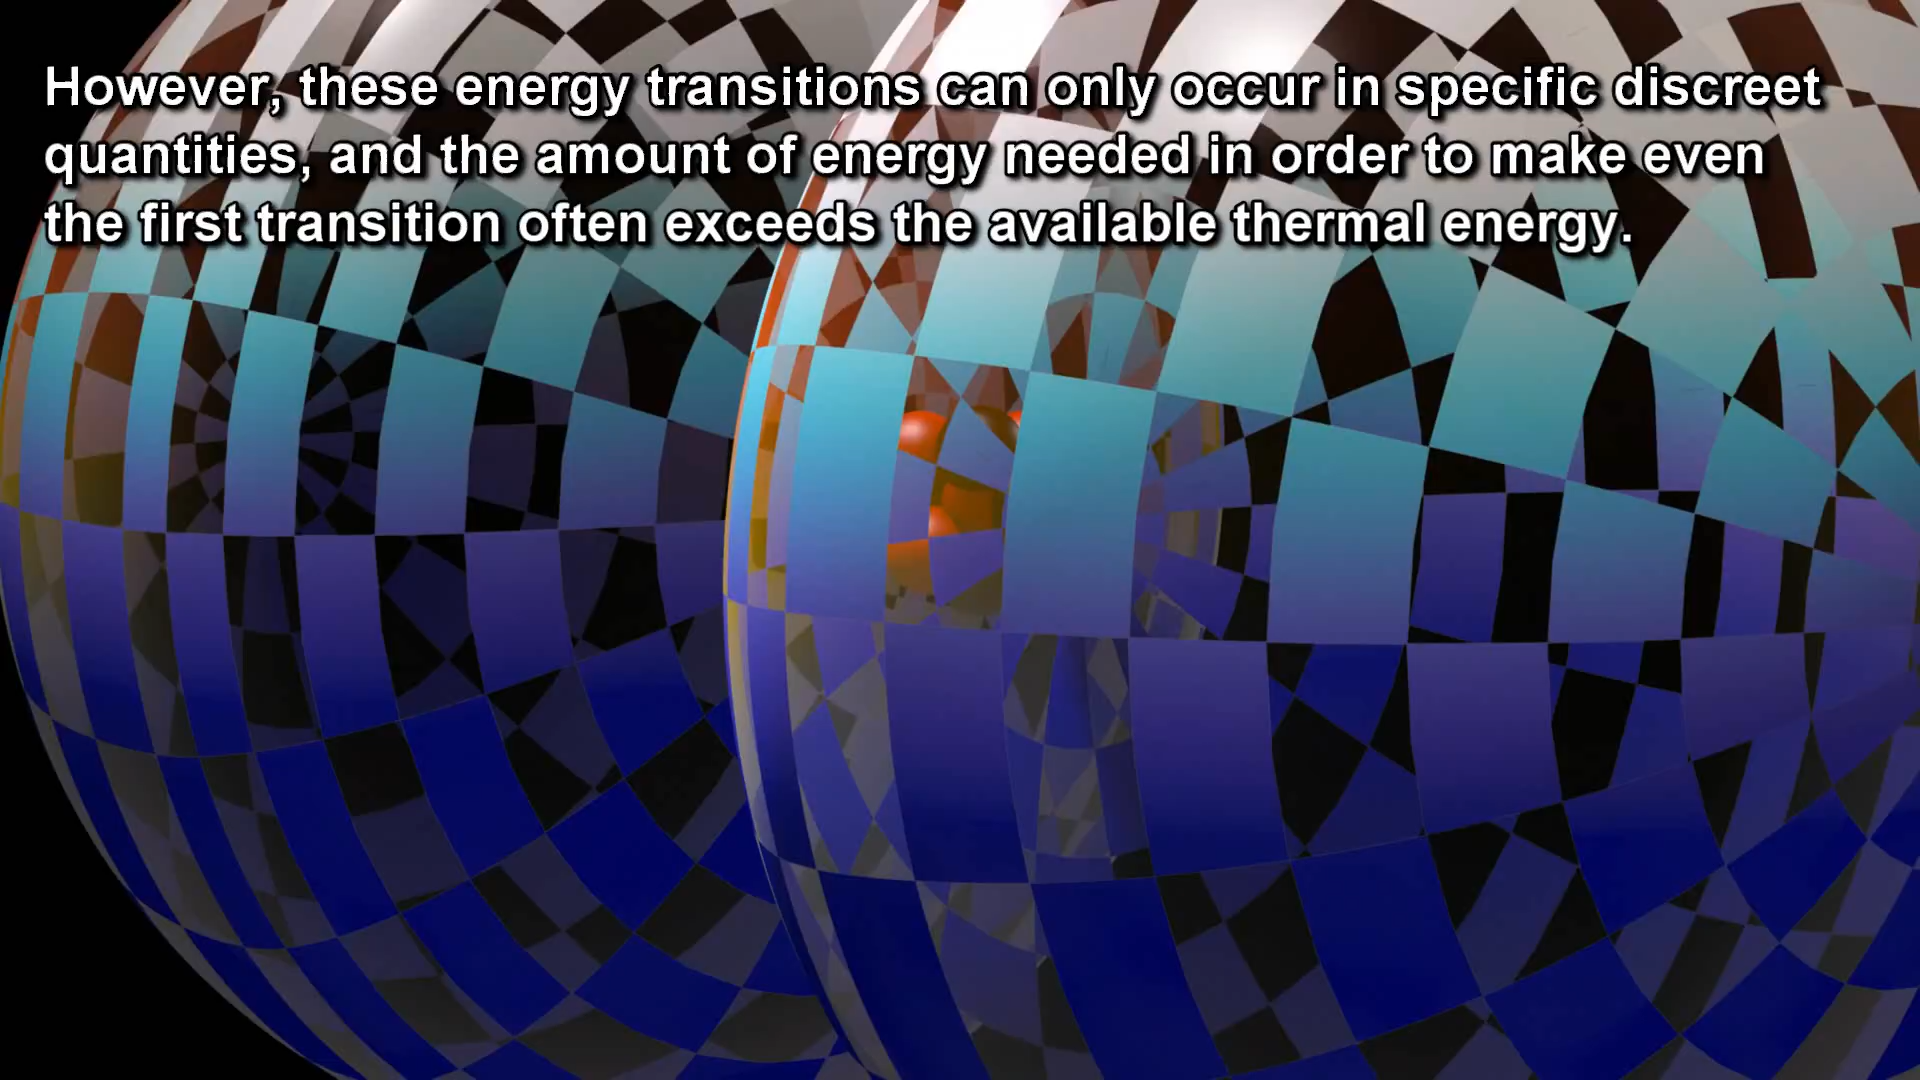 However, these energy transitions can only occur in specific discreet
quantities, and the amount of energy needed in order to make even
the first transition often exceeds the available thermal energy.